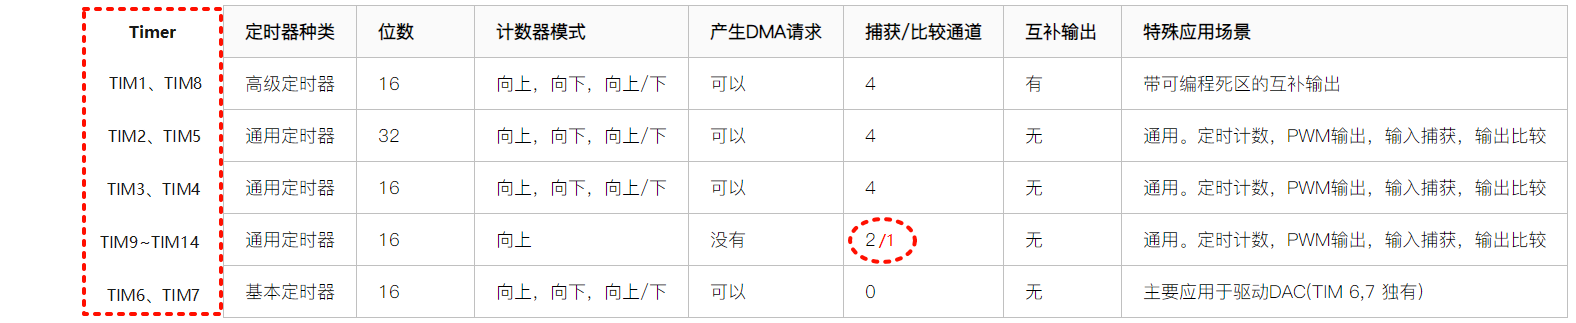 Timer 定时器种类 位数 计数器模式 产生DMA请求 捕获/比较通道 互补输出 特殊应用场景
TIM1、TIM8 高级定时器 16 向上，向下，向上/下 可以 4 有 带可编程死区的互补输出
TIM2、TIM5 通用定时器 32 向上，向下，向上/下 可以 4 无 通用。定时计数，PWM输出，输入捕获，输出比较
TIM3、TIM4 通用定时器 16 向上，向下，向上/下 可以 4 无 通用。定时计数，PWM输出，输入捕获，输出比较
TIM9~TIM14 通用定时器 16 向上 没有 2/1 无 通用。定时计数，PWM输出，输入捕获，输出比较
TIM6、TIM7 基本定时器 16 向上，向下，向上/下 可以 0 无 主要应用于驱动DAC(TIM 6,7 独有)